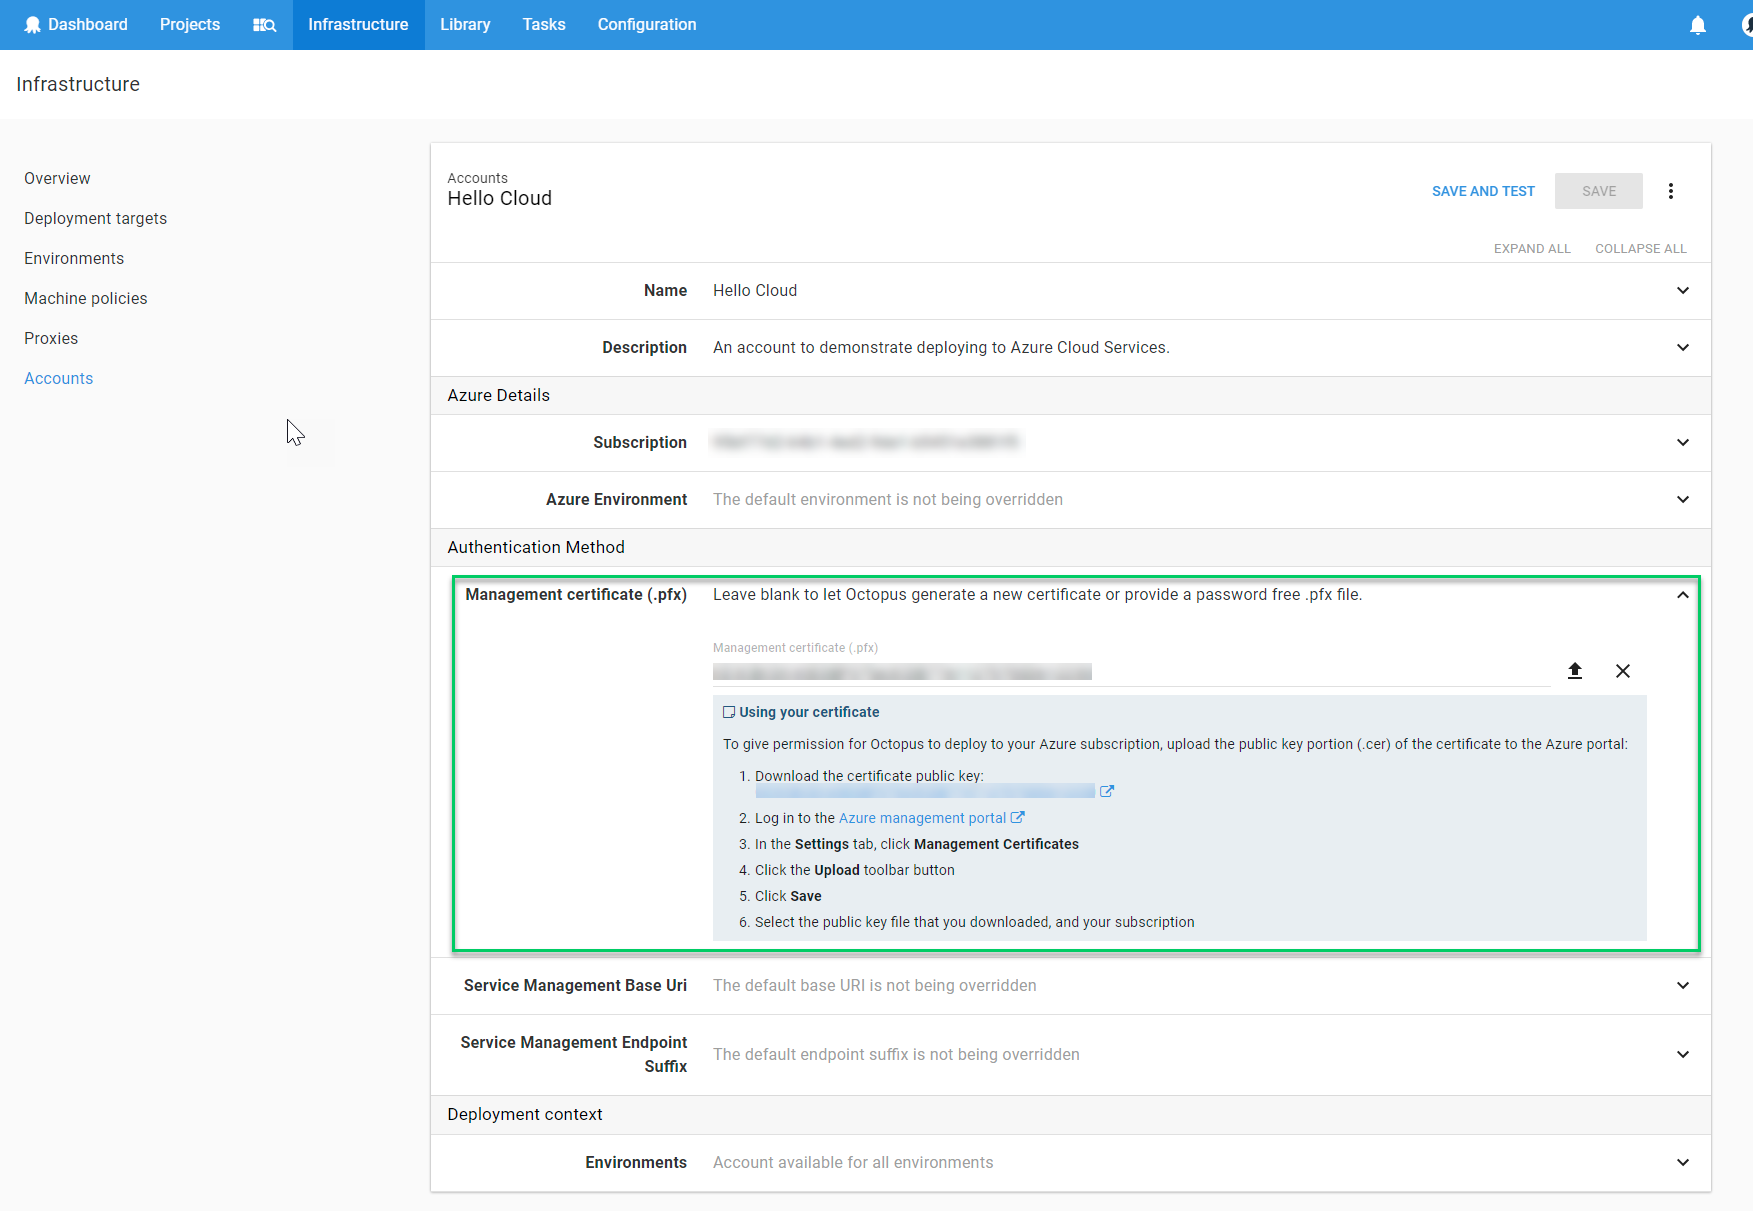 Dashboard Projects Infrastructure Library Tasks Configuration
Infrastructure
Overview
Deployment targets
Environments
Machine policies
Proxies
Accounts
Accounts
Hello Cloud
SAVE AND TEST SAVE
EXPAND ALL COLLAPSE ALL
Name Hello Cloud
Description An account to demonstrate deploying to Azure Cloud Services.
Azure Details
Subscription
Azure Environment The default environment is not being overridden
Authentication Method
Management certificate (.pfx) Leave blank to let Octopus generate a new certificate or provide a password free .pfx file.
Management certificate (.pfx)
Using your certificate
To give permission for Octopus to deploy to your Azure subscription, upload the public key portion (.cer) of the certificate to the Azure portal:
1. Download the certificate public key:
2. Log in to the Azure management portal
3. In the Settings tab, click Management Certificates
4. Click the Upload toolbar button
5. Click Save
6. Select the public key file that you downloaded, and your subscription
Service Management Base Uri The default base URI is not being overridden
Service Management Endpoint
Suffix The default endpoint suffix is not being overridden
Deployment context
Environments Account available for all environments